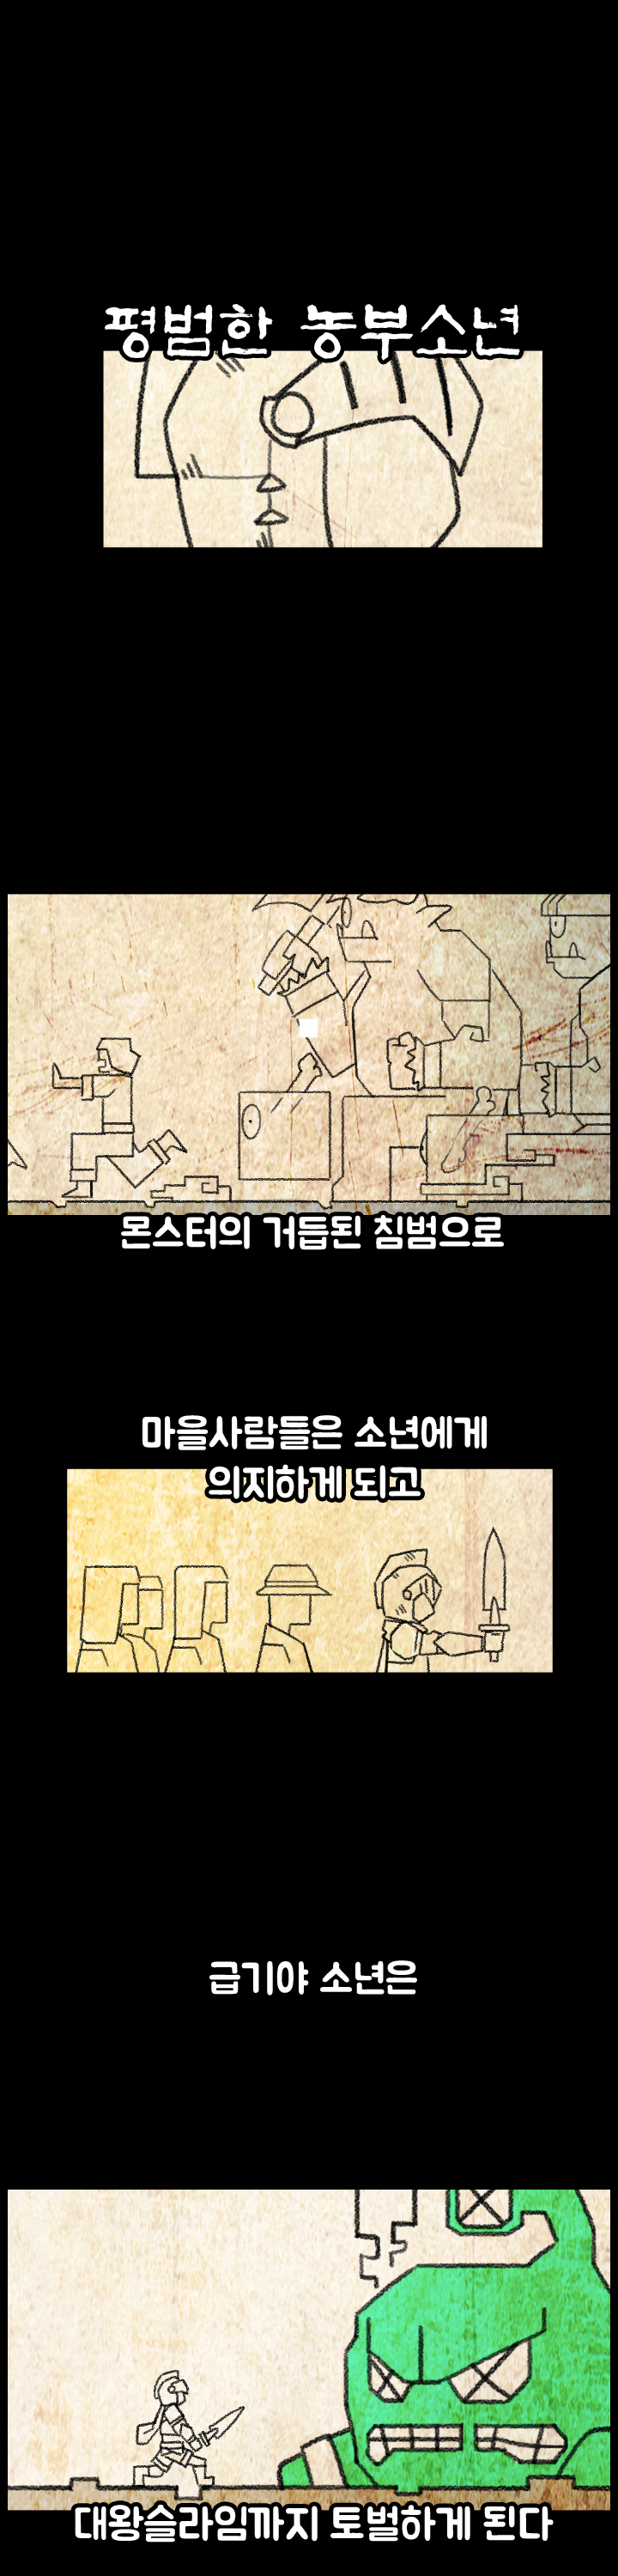 평범한 농부소년
몬스터의 거듭된 침범으로
마을사람들은 소년에게
의지하게 되고
급기야 소년은
대왕슬라임까지 토벌하게 된다